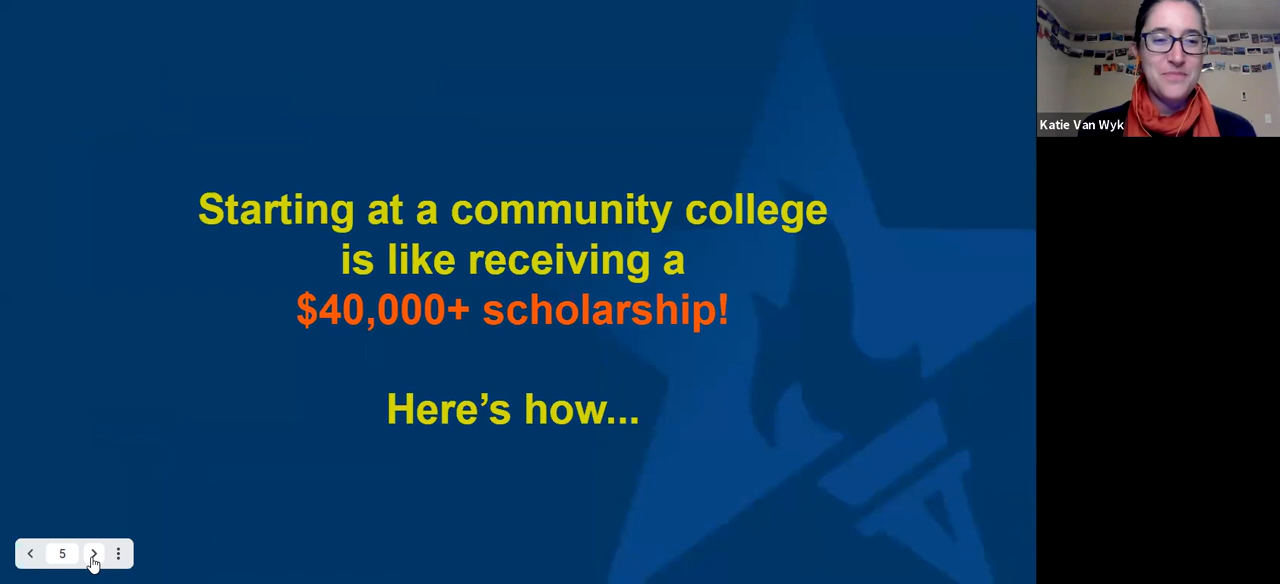 Starting at a community college
is like receiving a
$40,000+ scholarship!
Here’s how...
Katie Van Wyk
5